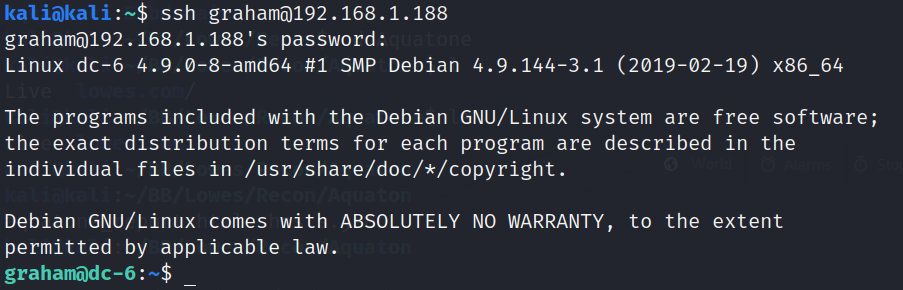 kali@kali:~$ ssh graham@192.168.1.188
graham@192.168.1.188's password:
Linux dc-6 4.9.0-8-amd64 #1 SMP Debian 4.9.144-3.1 (2019-02-19) x86_64
The programs included with the Debian GNU/Linux system are free software;
the exact distribution terms for each program are described in the
individual files in /usr/share/doc/*/copyright.
Debian GNU/Linux comes with ABSOLUTELY NO WARRANTY, to the extent
permitted by applicable law.
graham@dc-6:~$ _